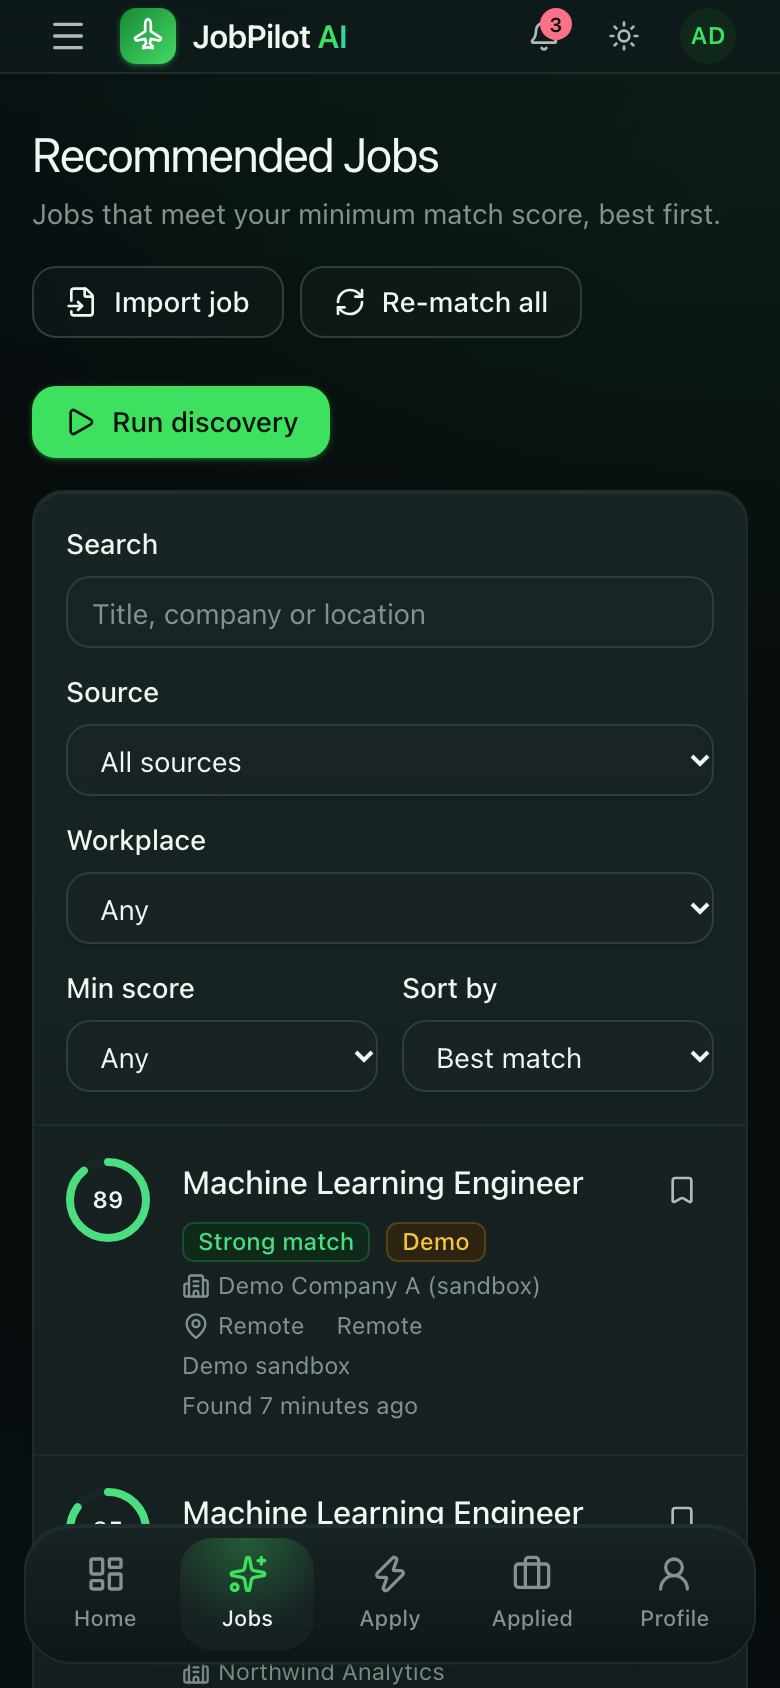 JobPilot AI
3
AD
Recommended Jobs
Jobs that meet your minimum match score, best first.
Import job
Re-match all
Run discovery
Search
Title, company or location
Source
All sources
Workplace
Any
Min score
Sort by
Any
Best match
89
Machine Learning Engineer
Strong match
Demo
Demo Company A (sandbox)
Remote Remote
Demo sandbox
Found 7 minutes ago
Machine Learning Engineer
Home
Jobs
Apply
Applied
Profile
Northwind Analytics